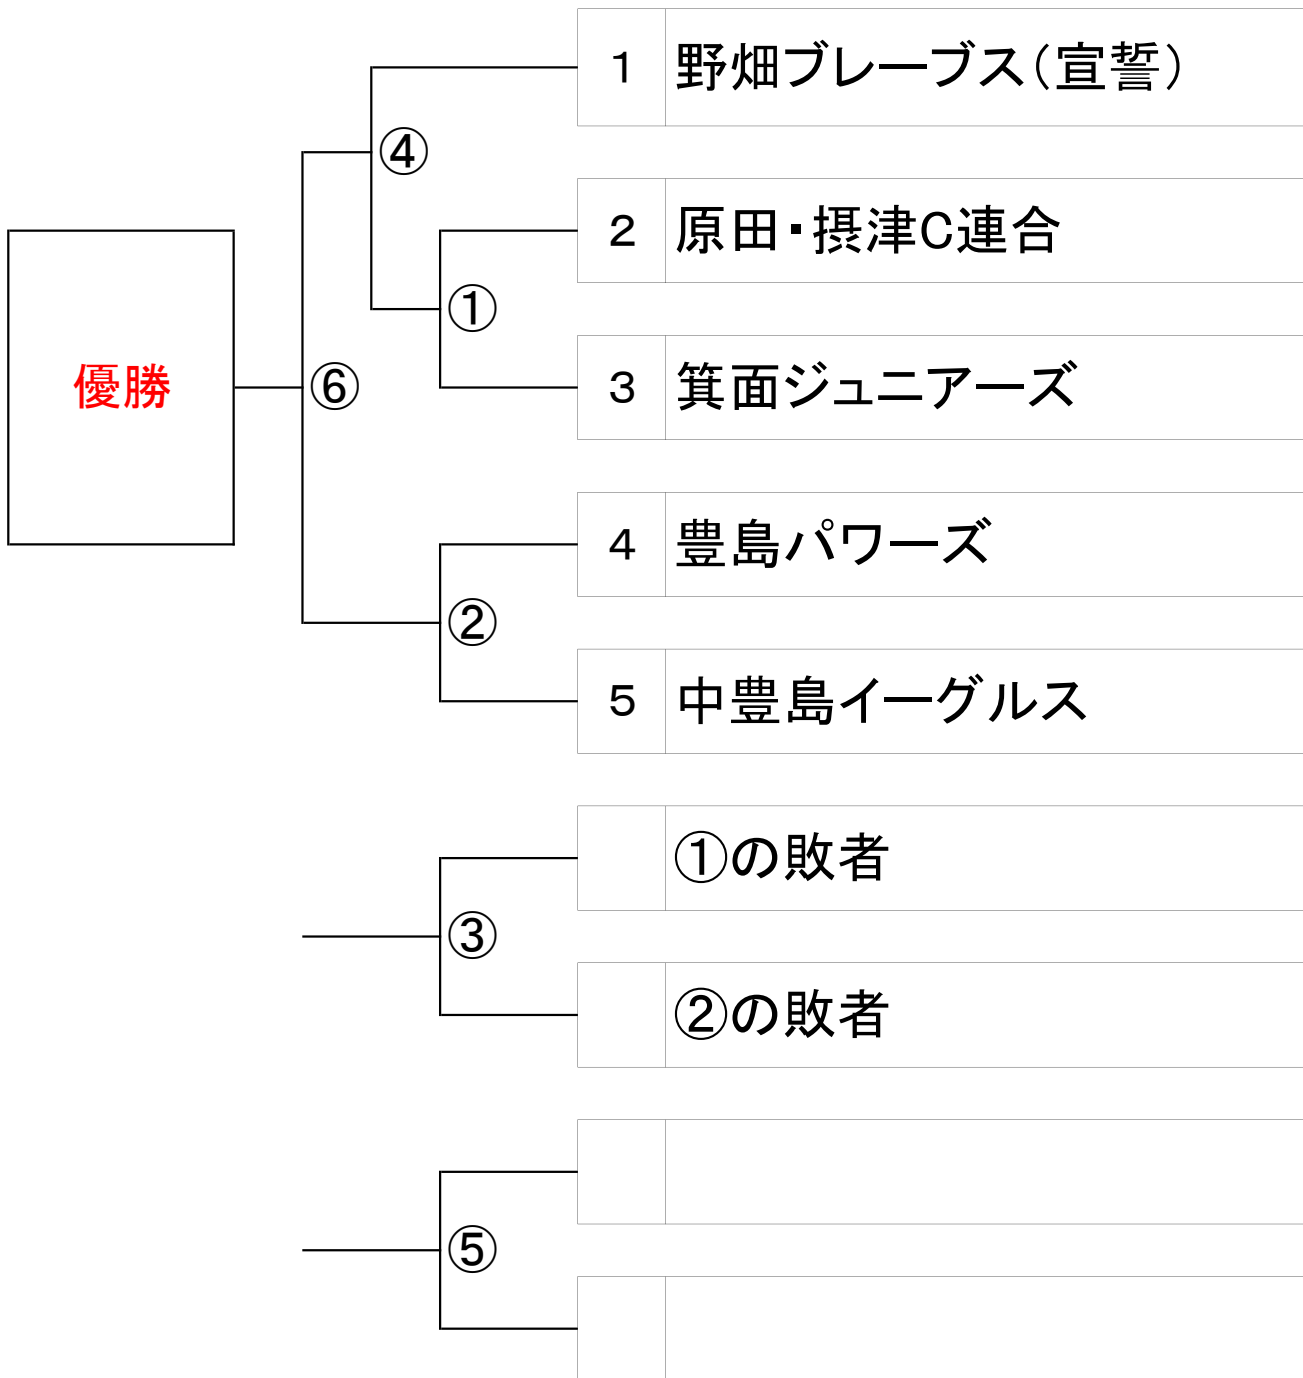 1 野畑ブレーブス(宣誓)
④
2 原田・摂津C連合
①
優勝
⑥
3 箕面ジュニアーズ
4 豊島パワーズ
②
5 中豊島イーグルス
①の敗者
③
②の敗者
⑤